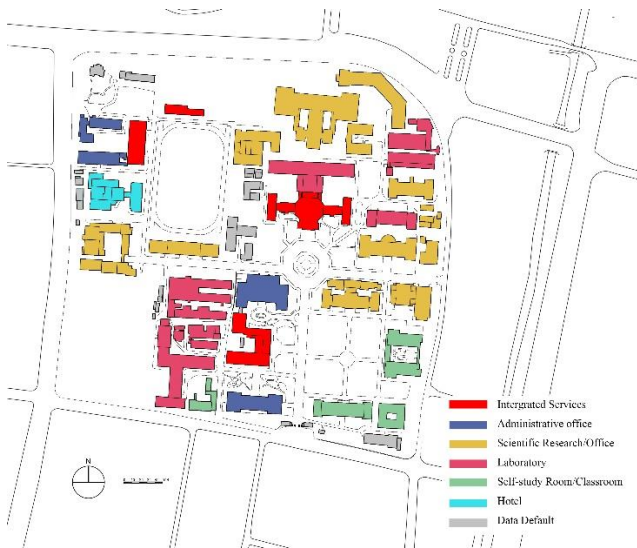 Intergrated Services
Administrative office
Scientific Research/Office
Laboratory
Self-study Room/Classroom
Hotel
Data Default
N